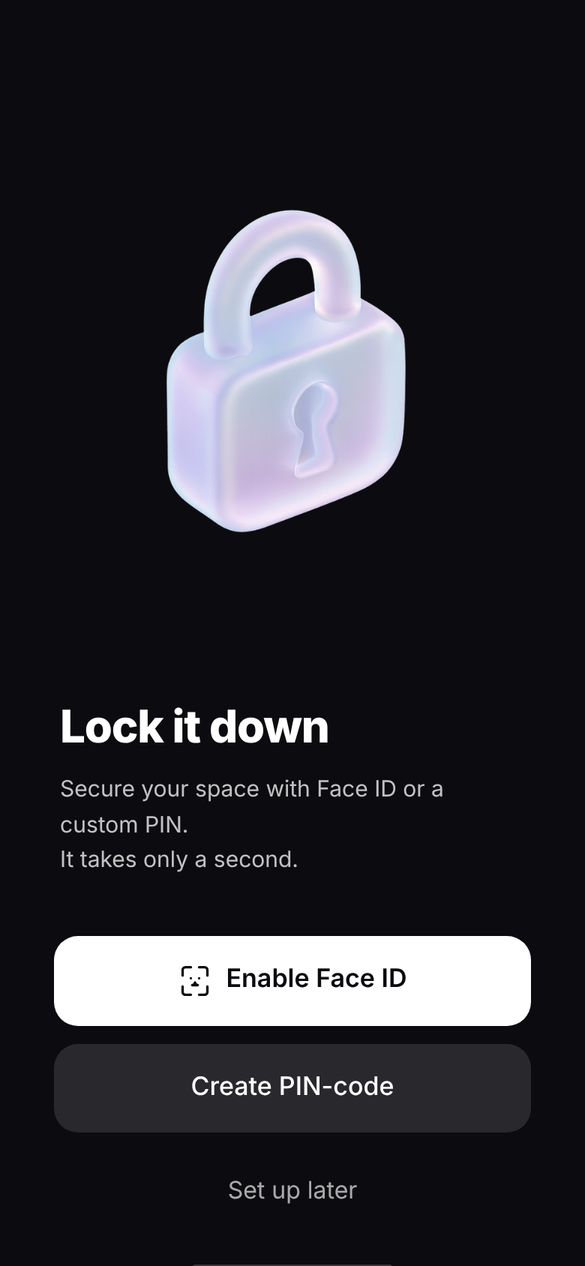 Lock it down
Secure your space with Face ID or a
custom PIN.
It takes only a second.
Enable Face ID
Create PIN-code
Set up later